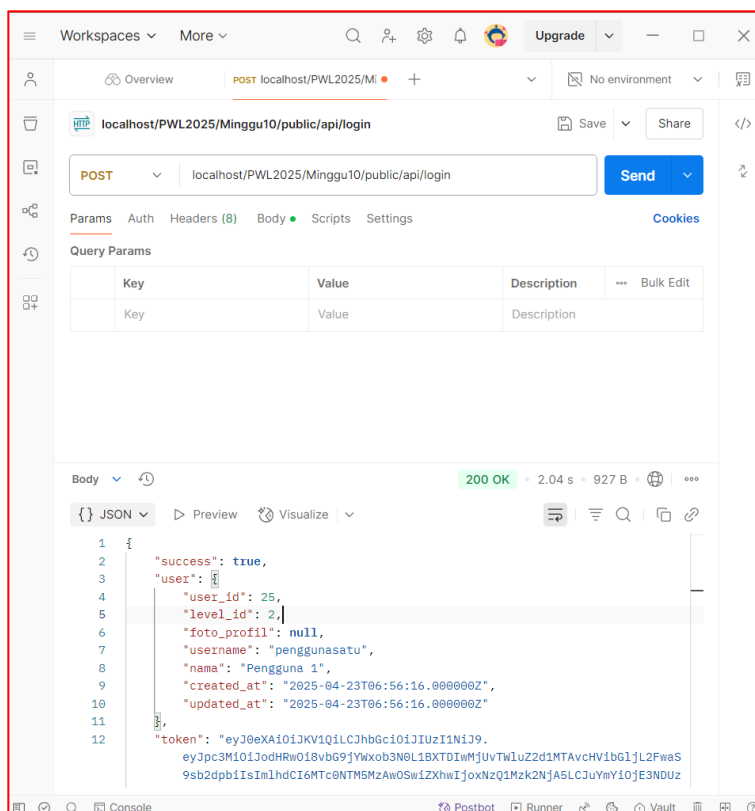 Workspaces More Upgrade
Overview POST localhost/PWL2025/Mi No environment
HTTP localhost/PWL2025/Minggu10/public/api/login Save Share
POST localhost/PWL2025/Minggu10/public/api/login Send
Params Auth Headers (8) Body Scripts Settings Cookies
Query Params
Key Value Description Bulk Edit
Key Value Description
Body 200 OK 2.04 s 927 B
{} JSON Preview Visualize
1 {
2 "success": true,
3 "user": {
4 "user_id": 25,
5 "level_id": 2,
6 "foto_profil": null,
7 "username": "penggunasatu",
8 "nama": "Pengguna 1",
9 "created_at": "2025-04-23T06:56:16.000000Z",
10 "updated_at": "2025-04-23T06:56:16.000000Z"
11 },
12 "token": "eyJ0eXAiOiJKV1QiLCJhbGciOiJIUzI1NiJ9.
eyJpc3MiOiJodHRwOi8vbG9jYWxob3N0L1BXTDIwMjUvTWluZ2d1MTAvcHVibGljL2FwaS
9sb2dpbiIsImlhdCI6MTc0NTM5MzAwOSwiZXhwIjoxNzQ1Mzk2NjA5LCJuYmYiOjE3NDUz
Console Postbot Runner Vault